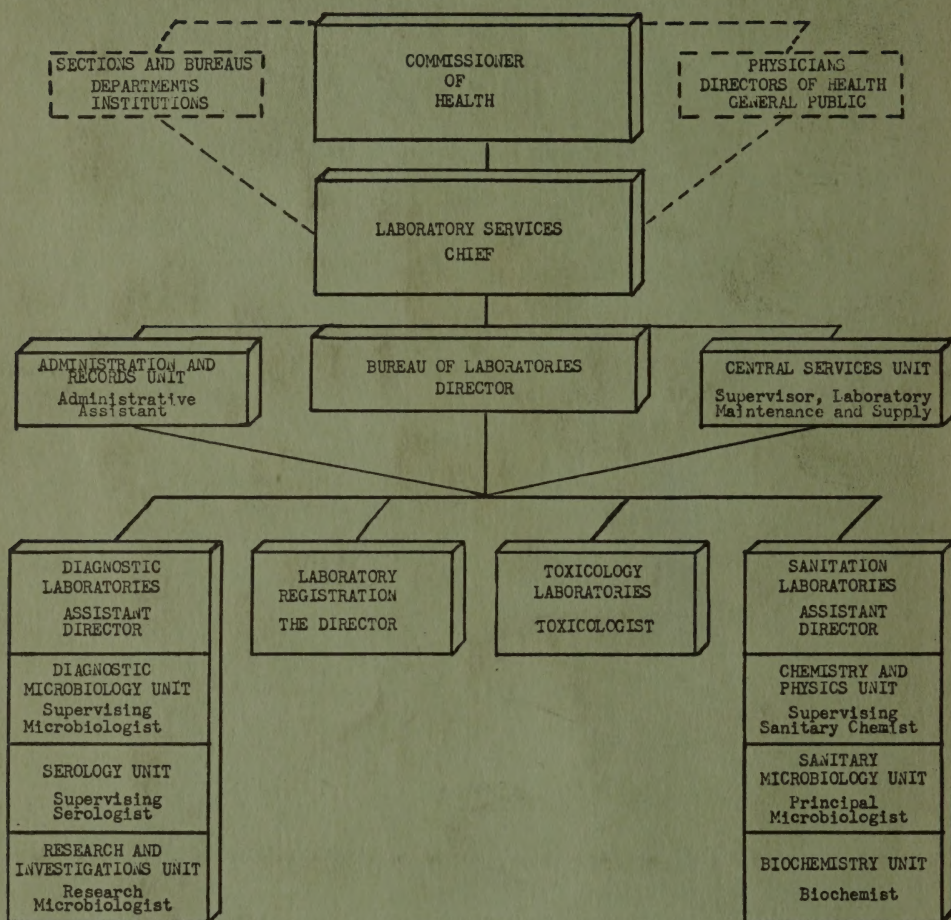 SECTIONS AND BUREAUS
DEPARTMENTS
INSTITUTIONS
COMMISSIONER
OF
HEALTH
PHYSICIANS
DIRECTORS OF HEALTH
GENERAL PUBLIC
LABORATORY SERVICES
CHIEF
ADMINISTRATION AND
RECORDS UNIT
Administrative
Assistant
BUREAU OF LABORATORIES
DIRECTOR
CENTRAL SERVICES UNIT
Supervisor, Laboratory
Maintenance and Supply
DIAGNOSTIC
LABORATORIES
ASSISTANT
DIRECTOR
DIAGNOSTIC
MICROBIOLOGY UNIT
Supervising
Microbiologist
SEROLOGY UNIT
Supervising
Serologist
RESEARCH AND
INVESTIGATIONS UNIT
Research
Microbiologist
LABORATORY
REGISTRATION
THE DIRECTOR
TOXICOLOGY
LABORATORIES
TOXICOLOGIST
SANITATION
LABORATORIES
ASSISTANT
DIRECTOR
CHEMISTRY AND
PHYSICS UNIT
Supervising
Sanitary Chemist
SANITARY
MICROBIOLOGY UNIT
Principal
Microbiologist
BIOCHEMISTRY UNIT
Biochemist